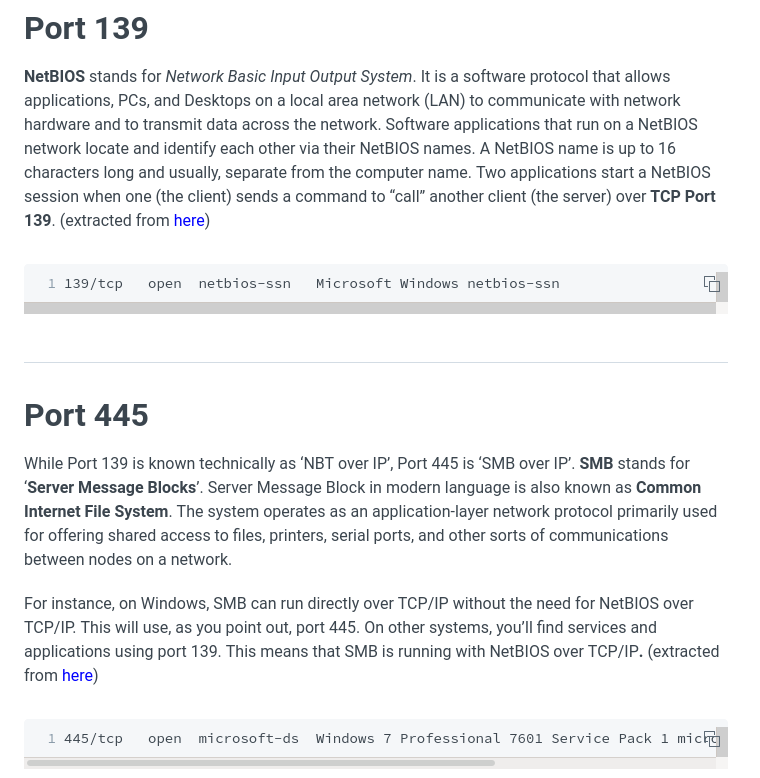 Port 139
NetBIOS stands for Network Basic Input Output System. It is a software protocol that allows
applications, PCs, and Desktops on a local area network (LAN) to communicate with network
hardware and to transmit data across the network. Software applications that run on a NetBIOS
network locate and identify each other via their NetBIOS names. A NetBIOS name is up to 16
characters long and usually, separate from the computer name. Two applications start a NetBIOS
session when one (the client) sends a command to “call” another client (the server) over TCP Port
139. (extracted from here)
1 139/tcp   open  netbios-ssn   Microsoft Windows netbios-ssn
Port 445
While Port 139 is known technically as ‘NBT over IP’, Port 445 is ‘SMB over IP’. SMB stands for
‘Server Message Blocks’. Server Message Block in modern language is also known as Common
Internet File System. The system operates as an application-layer network protocol primarily used
for offering shared access to files, printers, serial ports, and other sorts of communications
between nodes on a network.
For instance, on Windows, SMB can run directly over TCP/IP without the need for NetBIOS over
TCP/IP. This will use, as you point out, port 445. On other systems, you’ll find services and
applications using port 139. This means that SMB is running with NetBIOS over TCP/IP. (extracted
from here)
1 445/tcp   open  microsoft-ds  Windows 7 Professional 7601 Service Pack 1